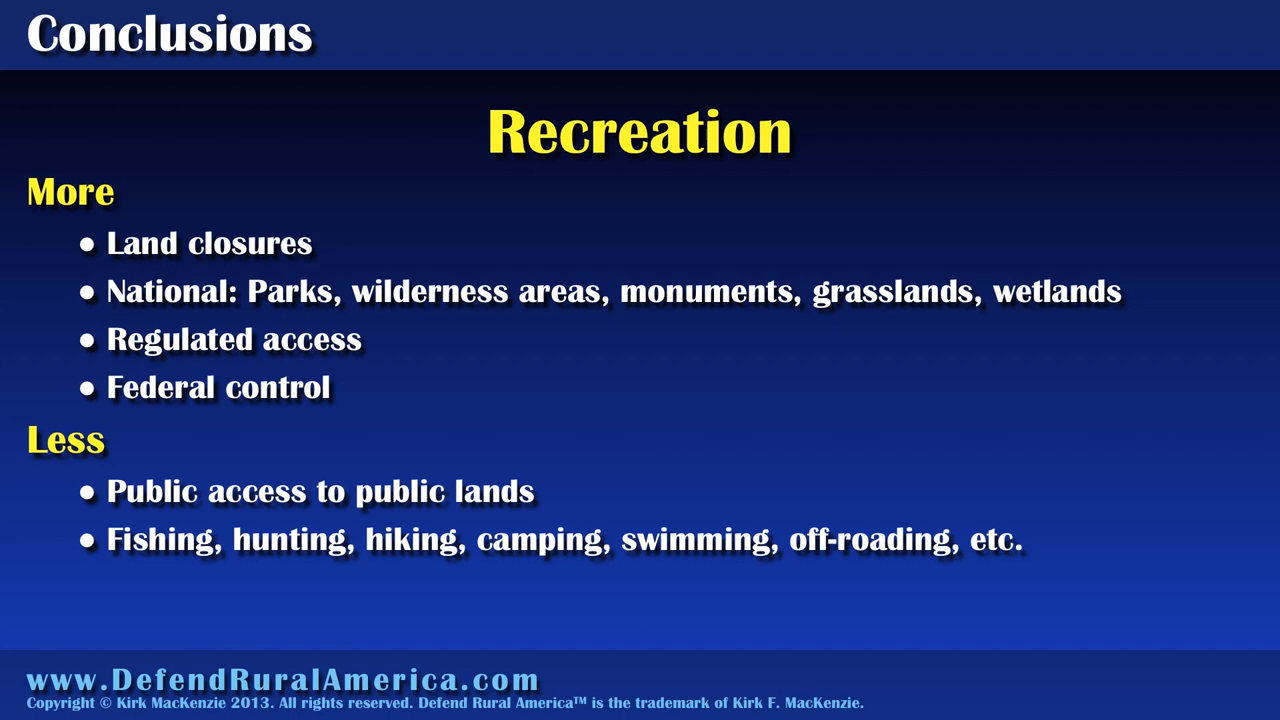 Conclusions
Recreation
More
● Land closures
● National: Parks, wilderness areas, monuments, grasslands, wetlands
● Regulated access
● Federal control
Less
● Public access to public lands
● Fishing, hunting, hiking, camping, swimming, off-roading, etc.
www.DefendRuralAmerica.com
Copyright © Kirk MacKenzie 2013. All rights reserved. Defend Rural America™ is the trademark of Kirk F. MacKenzie.